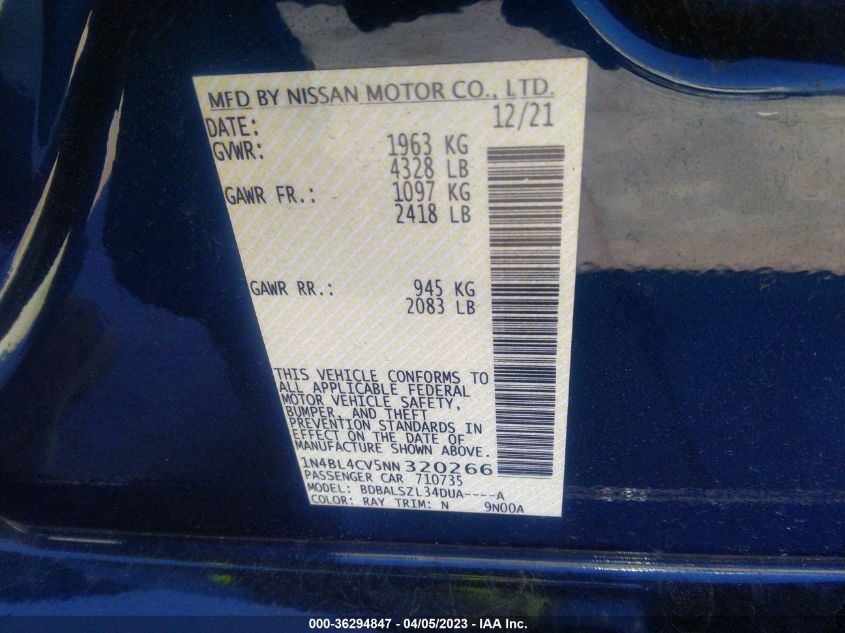 MFD BY NISSAN MOTOR CO., LTD.
DATE: 12/21
GVWR: 1963 KG
4328 LB
GAWR FR.: 1097 KG
2418 LB
GAWR RR.: 945 KG
2083 LB
THIS VEHICLE CONFORMS TO
ALL APPLICABLE FEDERAL
MOTOR VEHICLE SAFETY,
BUMPER, AND THEFT
PREVENTION STANDARDS IN
EFFECT ON THE DATE OF
MANUFACTURE SHOWN ABOVE.
1N4BL4CV5NN320266
PASSENGER CAR 710735
MODEL: BDBALSZL34DUA----A
COLOR: RAY TRIM: N 9N00A
000-36294847 - 04/05/2023 - IAA Inc.